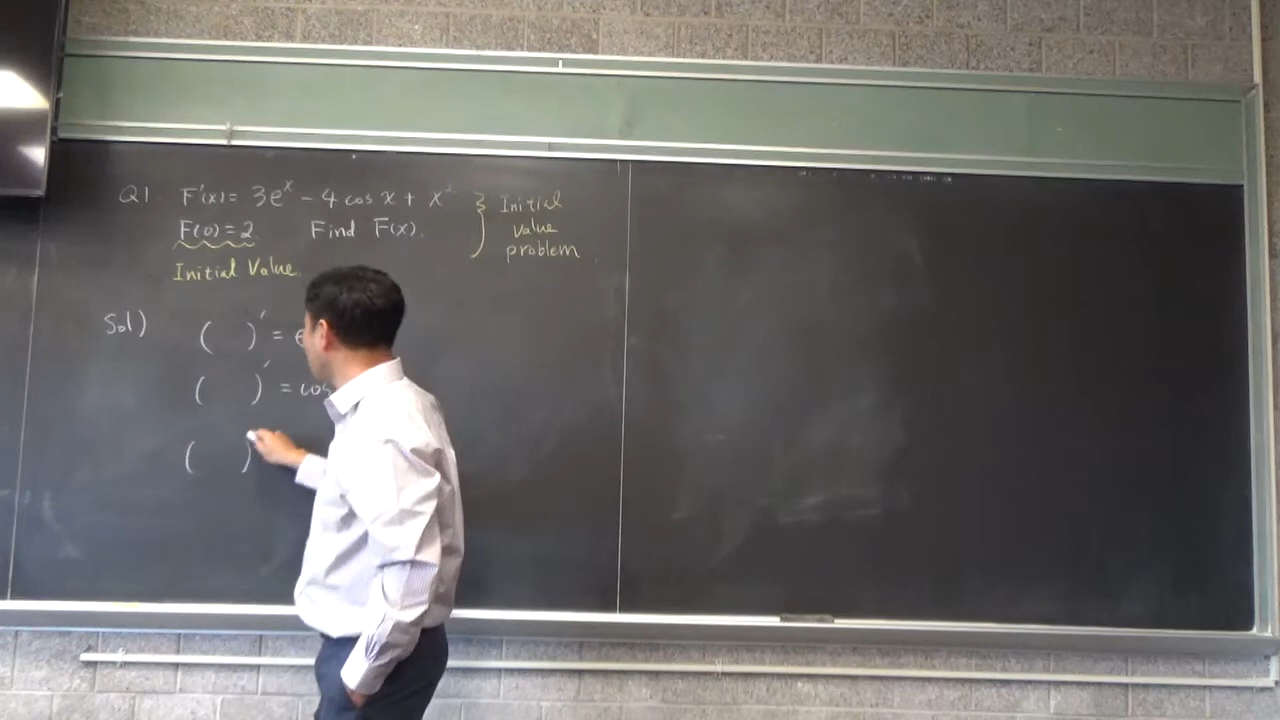 Q1 F'(x) = 3e^x - 4 cos x + x^2
F(0) = 2 Find F(x).
Initial Value.
} Initial
value
problem
Sol) ( )' = e
( )' = cos
( )